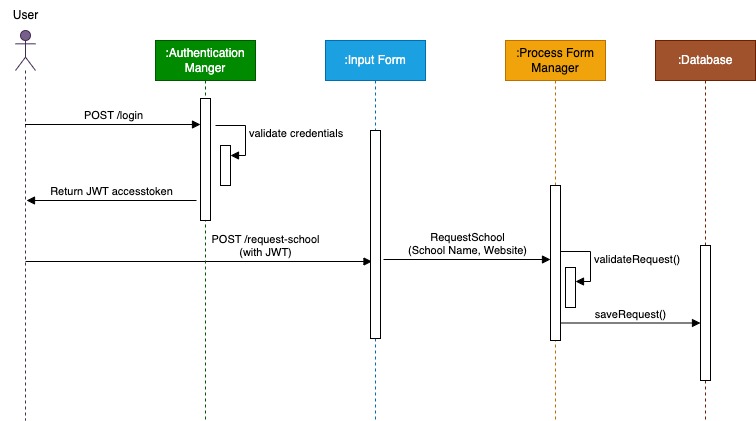 User
:Authentication
Manger
:Input Form
:Process Form
Manager
:Database
POST /login
validate credentials
Return JWT accesstoken
POST /request-school
(with JWT)
RequestSchool
(School Name, Website)
validateRequest()
saveRequest()